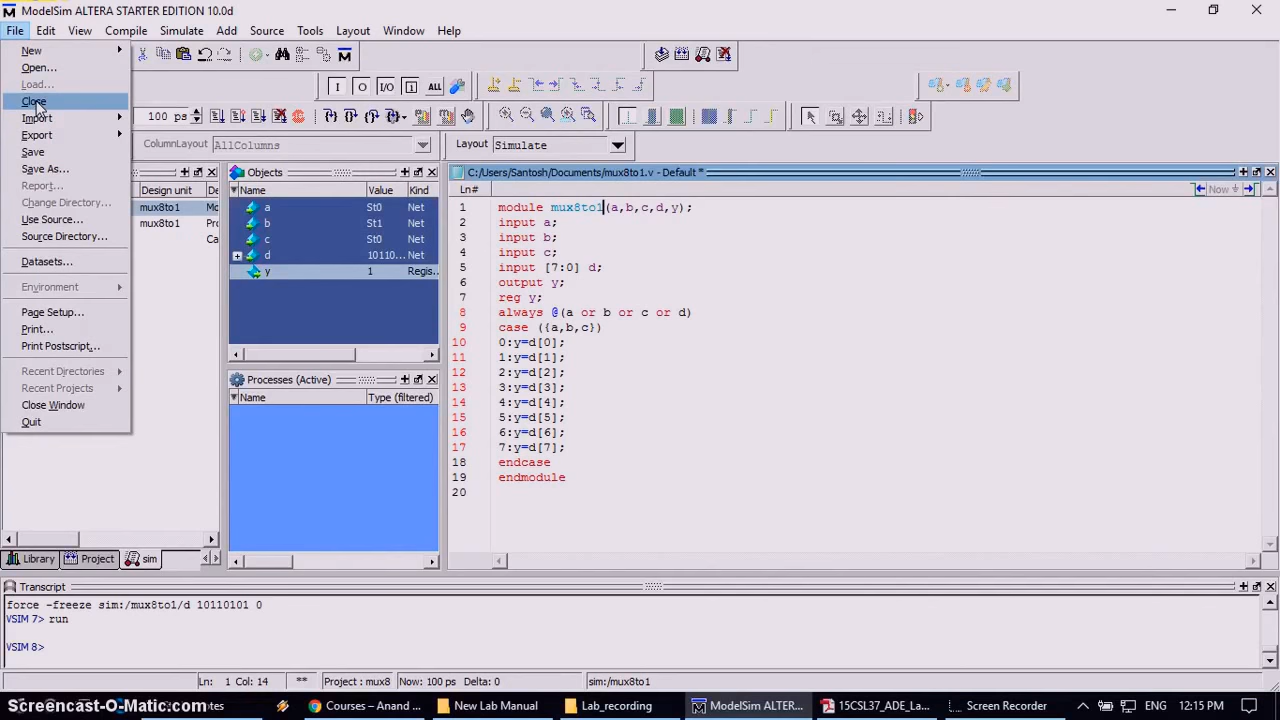 ModelSim ALTERA STARTER EDITION 10.0d
File Edit View Compile Simulate Add Source Tools Layout Window Help
New
Open...
Load...
Close
Import
Export
Save
Save As...
Report...
Change Directory...
Use Source...
Source Directory...
Datasets...
Environment
Page Setup...
Print...
Print Postscript...
Recent Directories
Recent Projects
Close Window
Quit
I O I/O ALL
100 ps
ColumnLayout AllColumns
Layout Simulate
Design unit De
mux8to1 Mo
mux8to1 Pro
Ca
Library Project sim
Objects
Name Value Kind
a St0 Net
b St1 Net
c St0 Net
d 10110... Net
y 1 Regis...
Processes (Active)
Name Type (filtered)
C:/Users/Santosh/Documents/mux8to1.v - Default *
Ln# Now
1 module mux8to1(a,b,c,d,y);
2 input a;
3 input b;
4 input c;
5 input [7:0] d;
6 output y;
7 reg y;
8 always @(a or b or c or d)
9 case ({a,b,c})
10 0:y=d[0];
11 1:y=d[1];
12 2:y=d[2];
13 3:y=d[3];
14 4:y=d[4];
15 5:y=d[5];
16 6:y=d[6];
17 7:y=d[7];
18 endcase
19 endmodule
20
Transcript
force -freeze sim:/mux8to1/d 10110101 0
VSIM 7> run
VSIM 8>
Ln: 1 Col: 14 ** Project : mux8 Now: 100 ps Delta: 0 sim:/mux8to1
Screencast-O-Matic.com
Courses – Anand ... New Lab Manual Lab_recording ModelSim ALTER... 15CSL37_ADE_La... Screen Recorder ENG 12:15 PM